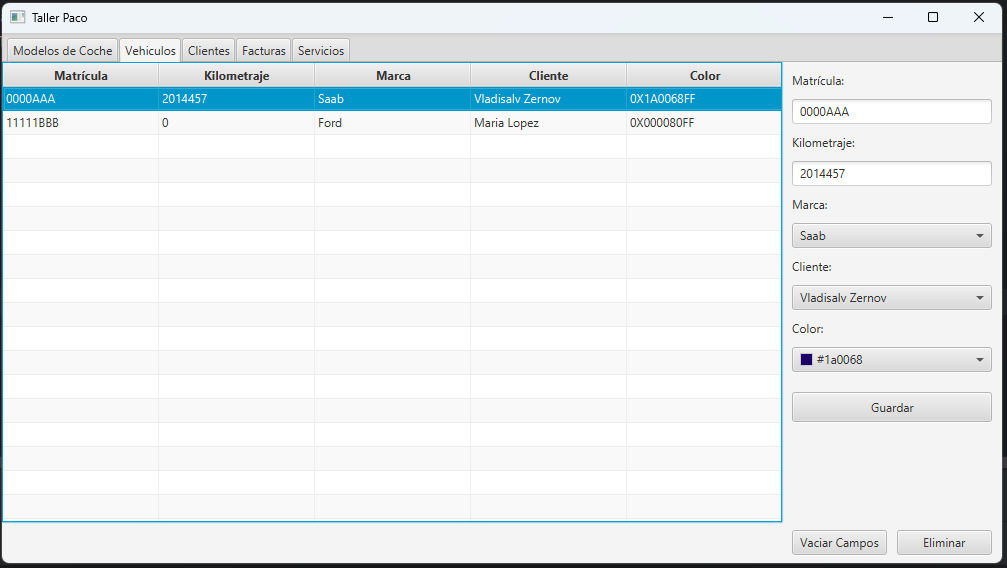 Taller Paco
Modelos de Coche Vehiculos Clientes Facturas Servicios
Matrícula Kilometraje Marca Cliente Color
0000AAA 2014457 Saab Vladisalv Zernov 0X1A0068FF
11111BBB 0 Ford Maria Lopez 0X000080FF
Matrícula:
0000AAA
Kilometraje:
2014457
Marca:
Saab
Cliente:
Vladisalv Zernov
Color:
#1a0068
Guardar
Vaciar Campos Eliminar